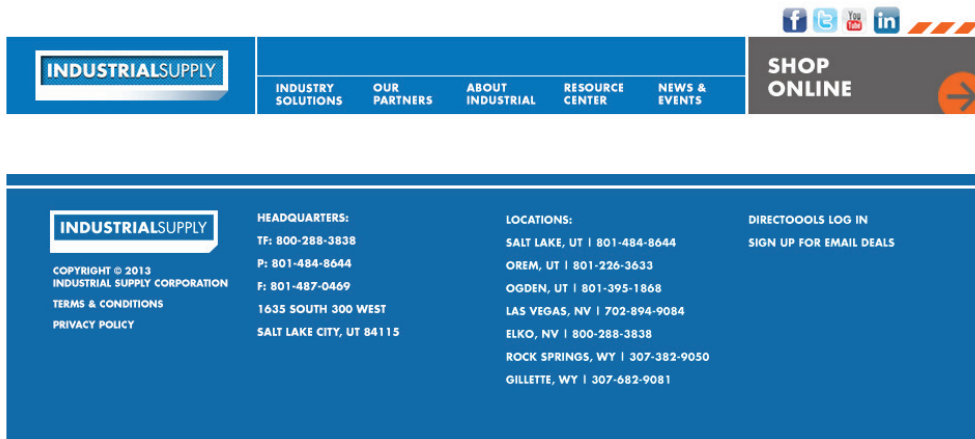 f t You Tube in
INDUSTRIALSUPPLY
INDUSTRY SOLUTIONS
OUR PARTNERS
ABOUT INDUSTRIAL
RESOURCE CENTER
NEWS & EVENTS
SHOP
ONLINE
INDUSTRIALSUPPLY
COPYRIGHT © 2013
INDUSTRIAL SUPPLY CORPORATION
TERMS & CONDITIONS
PRIVACY POLICY
HEADQUARTERS:
TF: 800-288-3838
P: 801-484-8644
F: 801-487-0469
1635 SOUTH 300 WEST
SALT LAKE CITY, UT 84115
LOCATIONS:
SALT LAKE, UT | 801-484-8644
OREM, UT | 801-226-3633
OGDEN, UT | 801-395-1868
LAS VEGAS, NV | 702-894-9084
ELKO, NV | 800-288-3838
ROCK SPRINGS, WY | 307-382-9050
GILLETTE, WY | 307-682-9081
DIRECTOOOLS LOG IN
SIGN UP FOR EMAIL DEALS